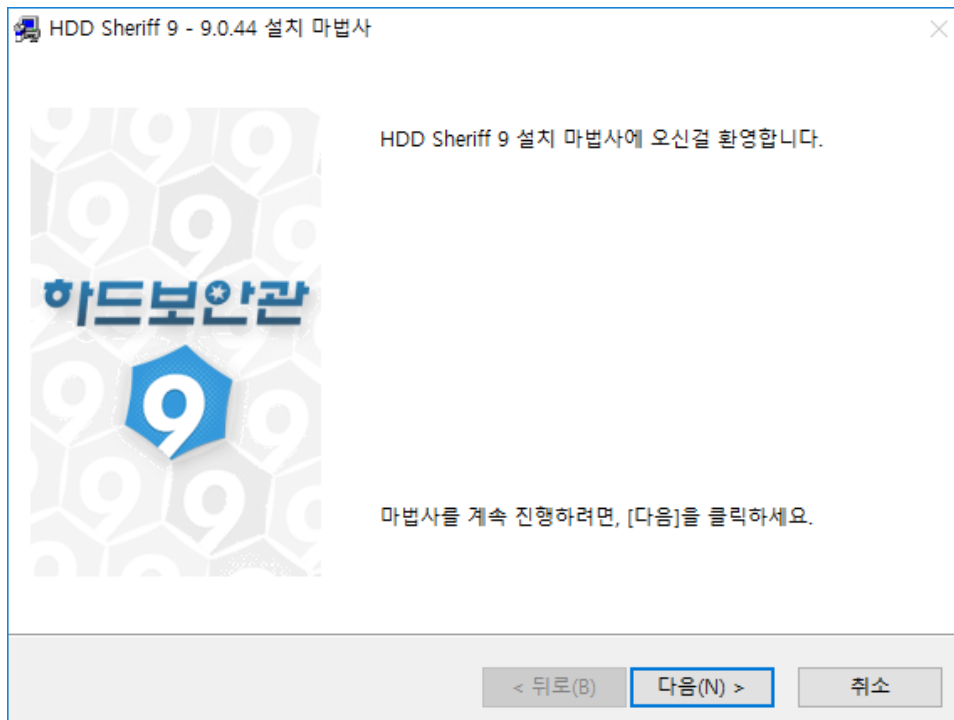 HDD Sheriff 9 - 9.0.44 설치 마법사
HDD Sheriff 9 설치 마법사에 오신걸 환영합니다.
하드보안관
9
마법사를 계속 진행하려면, [다음]을 클릭하세요.
< 뒤로(B)
다음(N) >
취소